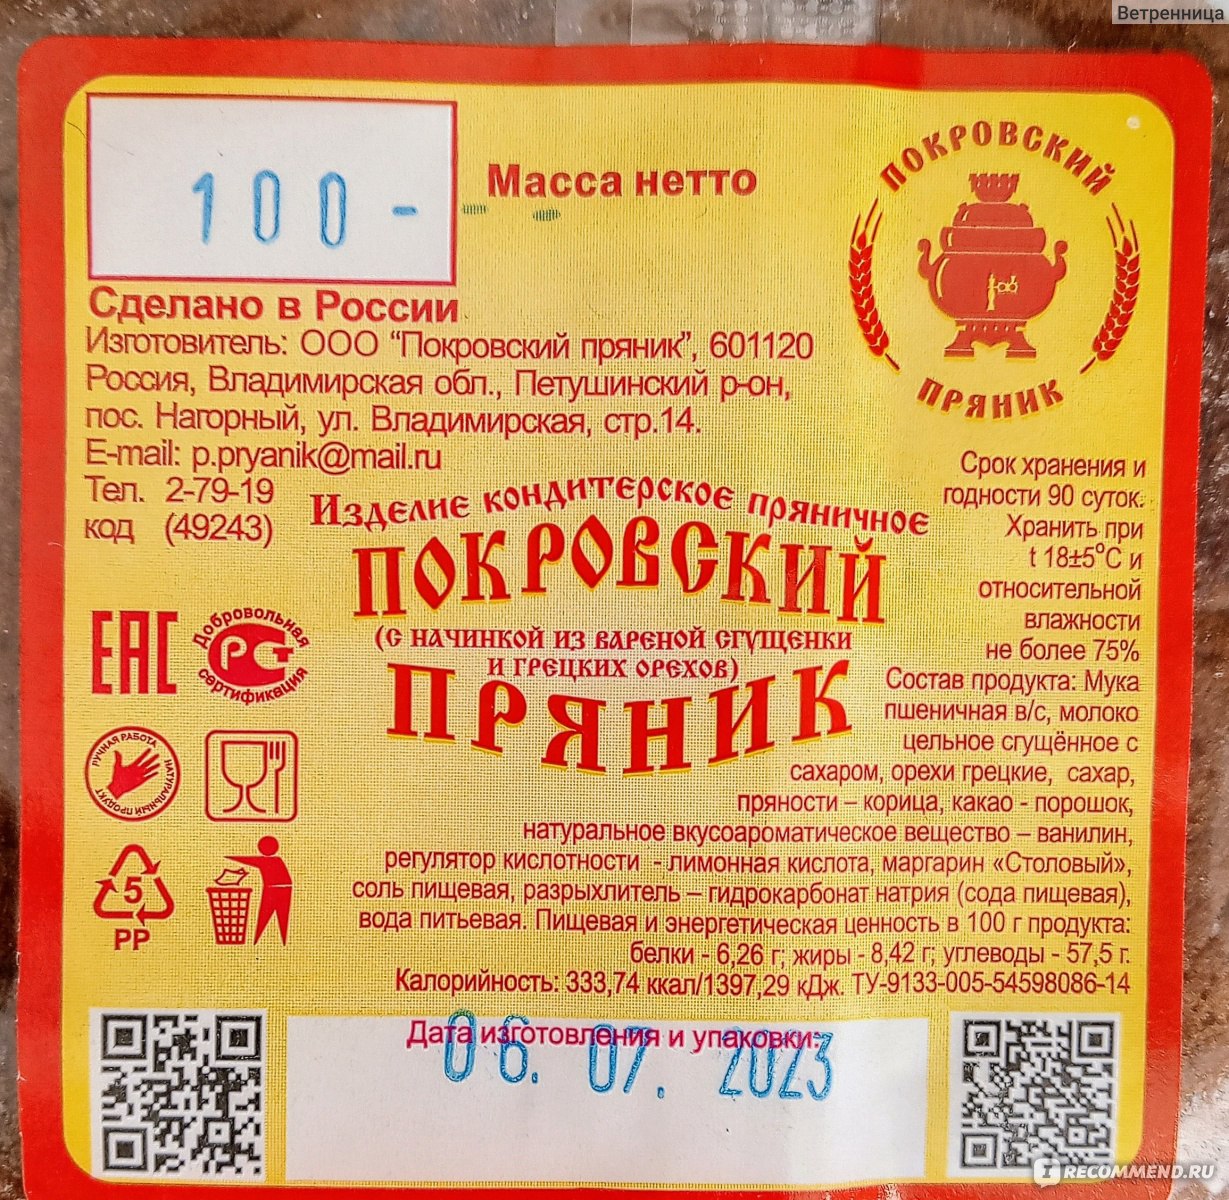 Ветренница
100-
Масса нетто
ПОКРОВСКИЙ
ПРЯНИК
Сделано в России
Изготовитель: ООО "Покровский пряник", 601120
Россия, Владимирская обл., Петушинский р-он,
пос. Нагорный, ул. Владимирская, стр.14.
E-mail: p.pryanik@mail.ru
Тел. 2-79-19
код (49243)
Изделие кондитерское пряничное
ПОКРОВСКИЙ
(с начинкой из вареной сгущенки
и грецких орехов)
ПРЯНИК
ЕАС
Добровольная
РСТ
сертификация
РУЧНАЯ РАБОТА
НАТУРАЛЬНЫЙ ПРОДУКТ
5
PP
Срок хранения и
годности 90 суток.
Хранить при
t 18±5°С и
относительной
влажности
не более 75%
Состав продукта: Мука
пшеничная в/с, молоко
цельное сгущённое с
сахаром, орехи грецкие, сахар,
пряности – корица, какао - порошок,
натуральное вкусоароматическое вещество – ванилин,
регулятор кислотности - лимонная кислота, маргарин «Столовый»,
соль пищевая, разрыхлитель – гидрокарбонат натрия (сода пищевая),
вода питьевая. Пищевая и энергетическая ценность в 100 г продукта:
белки - 6,26 г; жиры - 8,42 г; углеводы - 57,5 г.
Калорийность: 333,74 ккал/1397,29 кДж. ТУ-9133-005-54598086-14
Дата изготовления и упаковки:
06. 07. 2023
RECOMMEND.RU